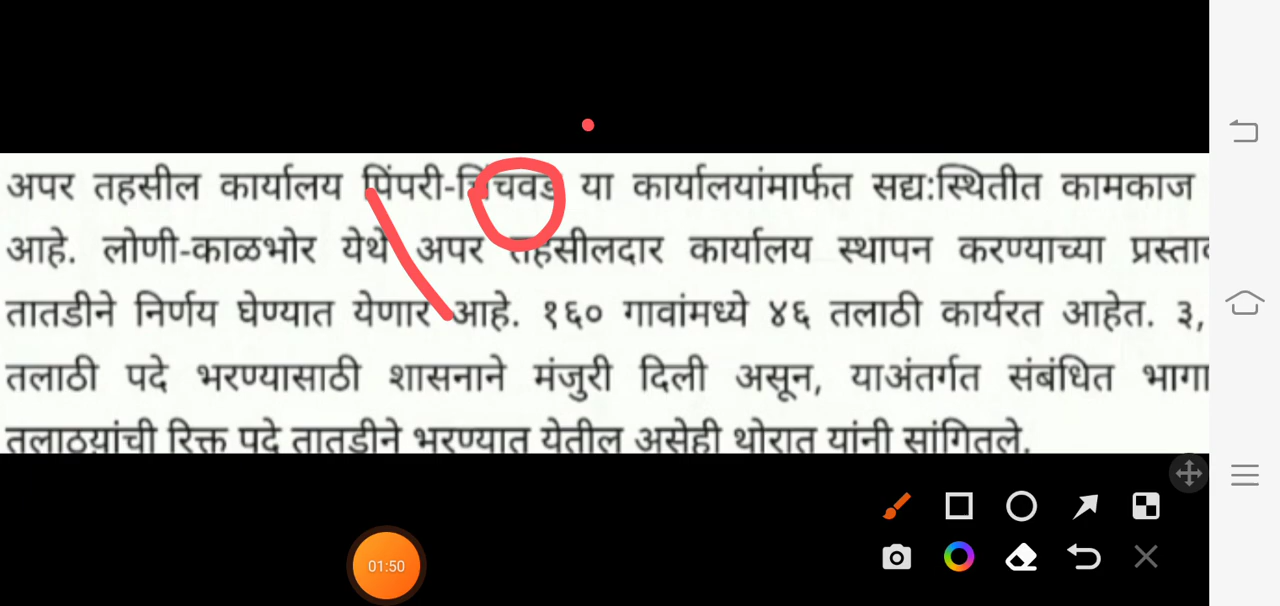 अपर तहसील कार्यालय पिंपरी-चिंचवड या कार्यालयांमार्फत सद्य:स्थितीत कामकाज
आहे. लोणी-काळभोर येथे अपर तहसीलदार कार्यालय स्थापन करण्याच्या
तातडीने निर्णय घेण्यात येणार आहे. १६० गावांमध्ये ४६ तलाठी कार्यरत आहेत. ३,
तलाठी पदे भरण्यासाठी शासनाने मंजुरी दिली असून, याअंतर्गत संबंधित
तलाठ्यांची रिक्त पदे तातडीने भरण्यात येतील असेही थोरात यांनी सांगितले.
01:50